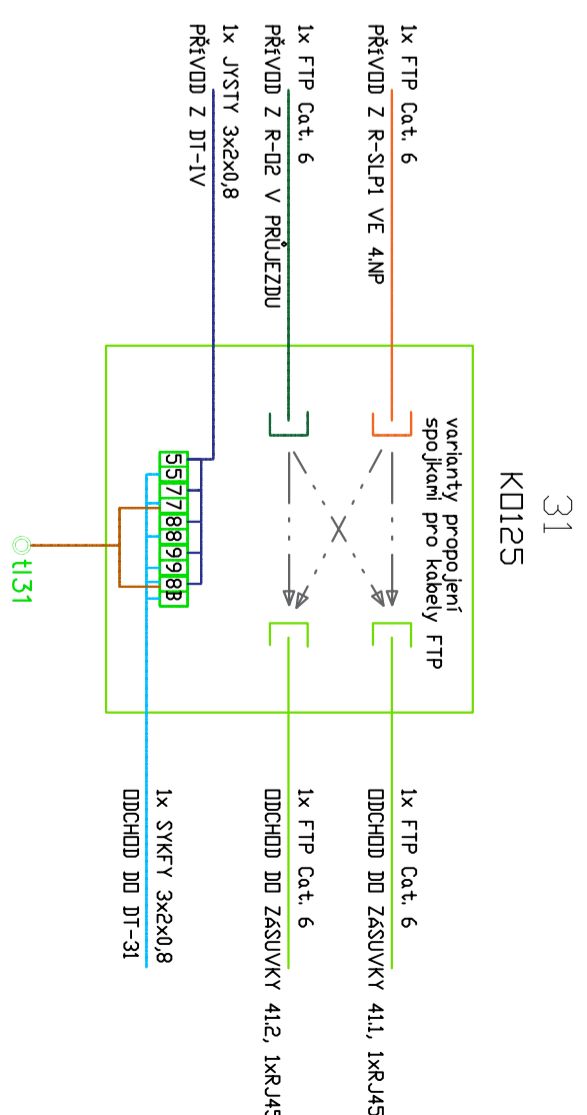 31
KO125
1x FTP Cat. 6
PŘÍVOD Z R-SLP1 VE 4.NP
1x FTP Cat. 6
PŘÍVOD Z R-O2 V PRŮJEZDU
1x JYSTY 3x2x0,8
PŘÍVOD Z DT-IV
varianty propojení
spojkami pro kabely FTP
5 5 7 7 8 8 9 9 8 B
1x FTP Cat. 6
ODCHOD DO ZÁSUVKY 41.1, 1xRJ45
1x FTP Cat. 6
ODCHOD DO ZÁSUVKY 41.2, 1xRJ45
1x SYKFY 3x2x0,8
ODCHOD DO DT-31
tl31